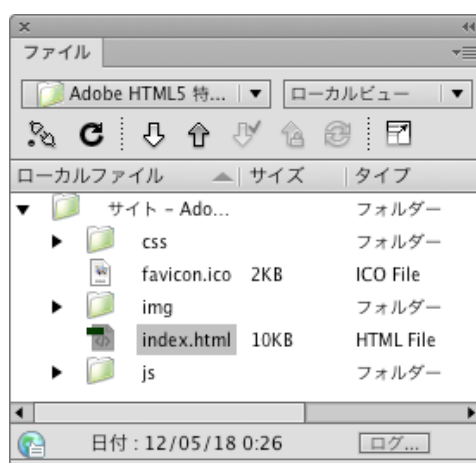 ファイル
Adobe HTML5 特... ローカルビュー
ローカルファイル サイズ タイプ
サイト - Ado... フォルダー
css フォルダー
favicon.ico 2KB ICO File
img フォルダー
index.html 10KB HTML File
js フォルダー
日付 : 12/05/18 0:26 ログ...